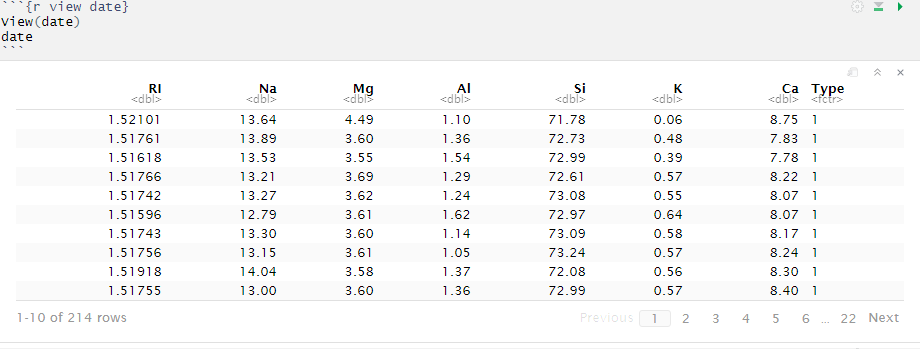 ```{r view date}
View(date)
date
```
RI Na Mg Al Si K Ca Type
<dbl> <dbl> <dbl> <dbl> <dbl> <dbl> <dbl> <fctr>
1.52101 13.64 4.49 1.10 71.78 0.06 8.75 1
1.51761 13.89 3.60 1.36 72.73 0.48 7.83 1
1.51618 13.53 3.55 1.54 72.99 0.39 7.78 1
1.51766 13.21 3.69 1.29 72.61 0.57 8.22 1
1.51742 13.27 3.62 1.24 73.08 0.55 8.07 1
1.51596 12.79 3.61 1.62 72.97 0.64 8.07 1
1.51743 13.30 3.60 1.14 73.09 0.58 8.17 1
1.51756 13.15 3.61 1.05 73.24 0.57 8.24 1
1.51918 14.04 3.58 1.37 72.08 0.56 8.30 1
1.51755 13.00 3.60 1.36 72.99 0.57 8.40 1
1-10 of 214 rows Previous 1 2 3 4 5 6 ... 22 Next